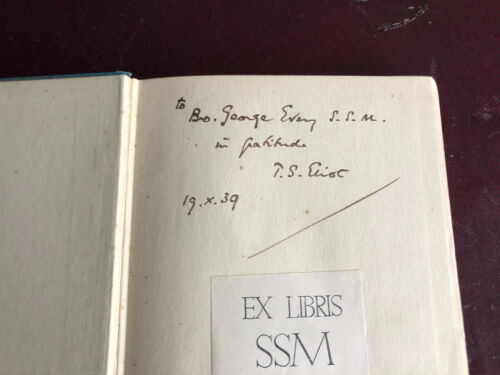 to
Bro. George Every S.S.M.
in gratitude
T. S. Eliot
19.x.39
EX LIBRIS
SSM